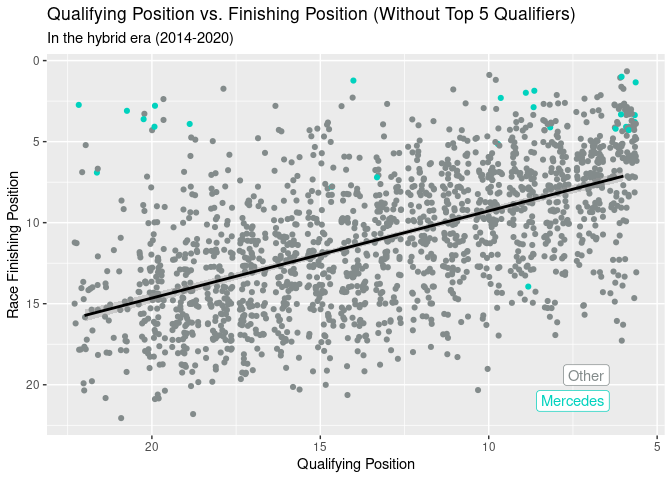 Qualifying Position vs. Finishing Position (Without Top 5 Qualifiers)
In the hybrid era (2014-2020)
Race Finishing Position
0
5
10
15
20
Other
Mercedes
20
15
10
5
Qualifying Position